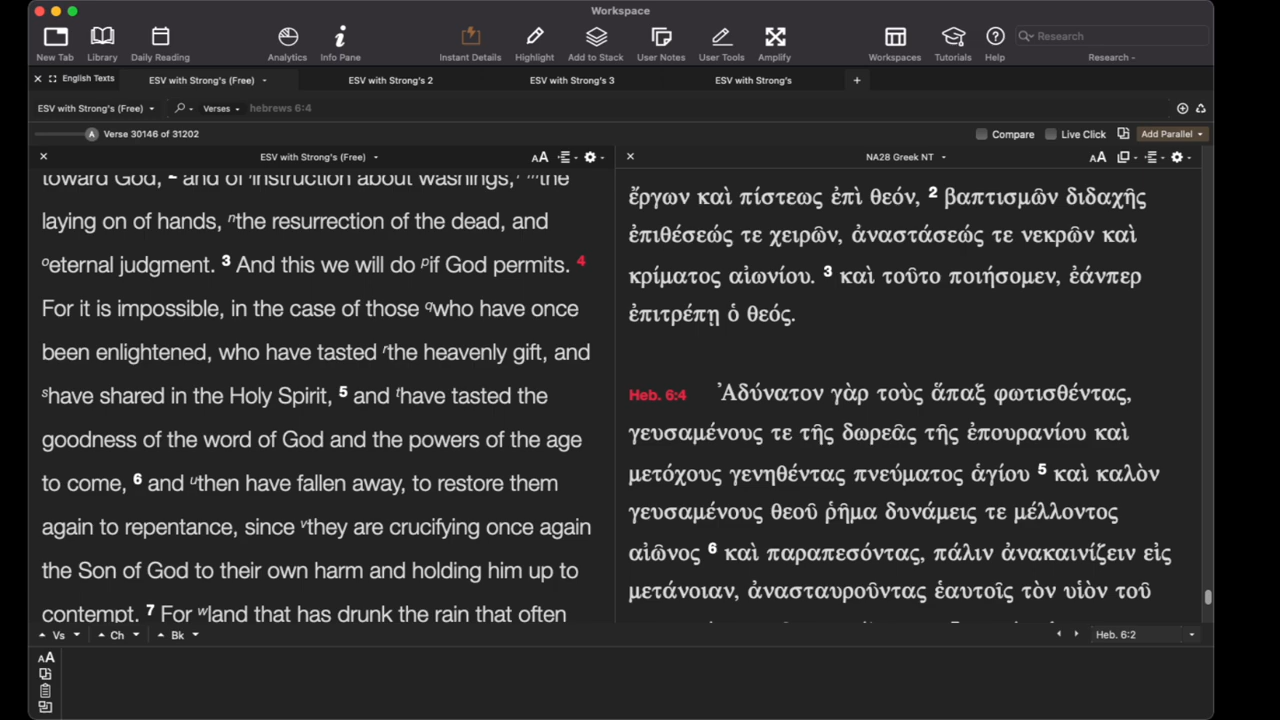 Workspace
New Tab Library Daily Reading Analytics Info Pane Instant Details Highlight Add to Stack User Notes User Tools Amplify Workspaces Tutorials Help Research
Research
English Texts ESV with Strong's (Free) ESV with Strong's 2 ESV with Strong's 3 ESV with Strong's +
ESV with Strong's (Free) Verses hebrews 6:4
A Verse 30146 of 31202 Compare Live Click Add Parallel
ESV with Strong's (Free)
toward God, 2 and of instruction about washings, the
laying on of hands, n the resurrection of the dead, and
o eternal judgment. 3 And this we will do p if God permits. 4
For it is impossible, in the case of those q who have once
been enlightened, who have tasted r the heavenly gift, and
s have shared in the Holy Spirit, 5 and t have tasted the
goodness of the word of God and the powers of the age
to come, 6 and u then have fallen away, to restore them
again to repentance, since v they are crucifying once again
the Son of God to their own harm and holding him up to
contempt. 7 For w land that has drunk the rain that often
NA28 Greek NT
ἔργων καὶ πίστεως ἐπὶ θεόν, 2 βαπτισμῶν διδαχῆς
ἐπιθέσεώς τε χειρῶν, ἀναστάσεώς τε νεκρῶν καὶ
κρίματος αἰωνίου. 3 καὶ τοῦτο ποιήσομεν, ἐάνπερ
ἐπιτρέπῃ ὁ θεός.
Heb. 6:4 Ἀδύνατον γὰρ τοὺς ἅπαξ φωτισθέντας,
γευσαμένους τε τῆς δωρεᾶς τῆς ἐπουρανίου καὶ
μετόχους γενηθέντας πνεύματος ἁγίου 5 καὶ καλὸν
γευσαμένους θεοῦ ῥῆμα δυνάμεις τε μέλλοντος
αἰῶνος 6 καὶ παραπεσόντας, πάλιν ἀνακαινίζειν εἰς
μετάνοιαν, ἀνασταυροῦντας ἑαυτοῖς τὸν υἱὸν τοῦ
Vs Ch Bk Heb. 6:2